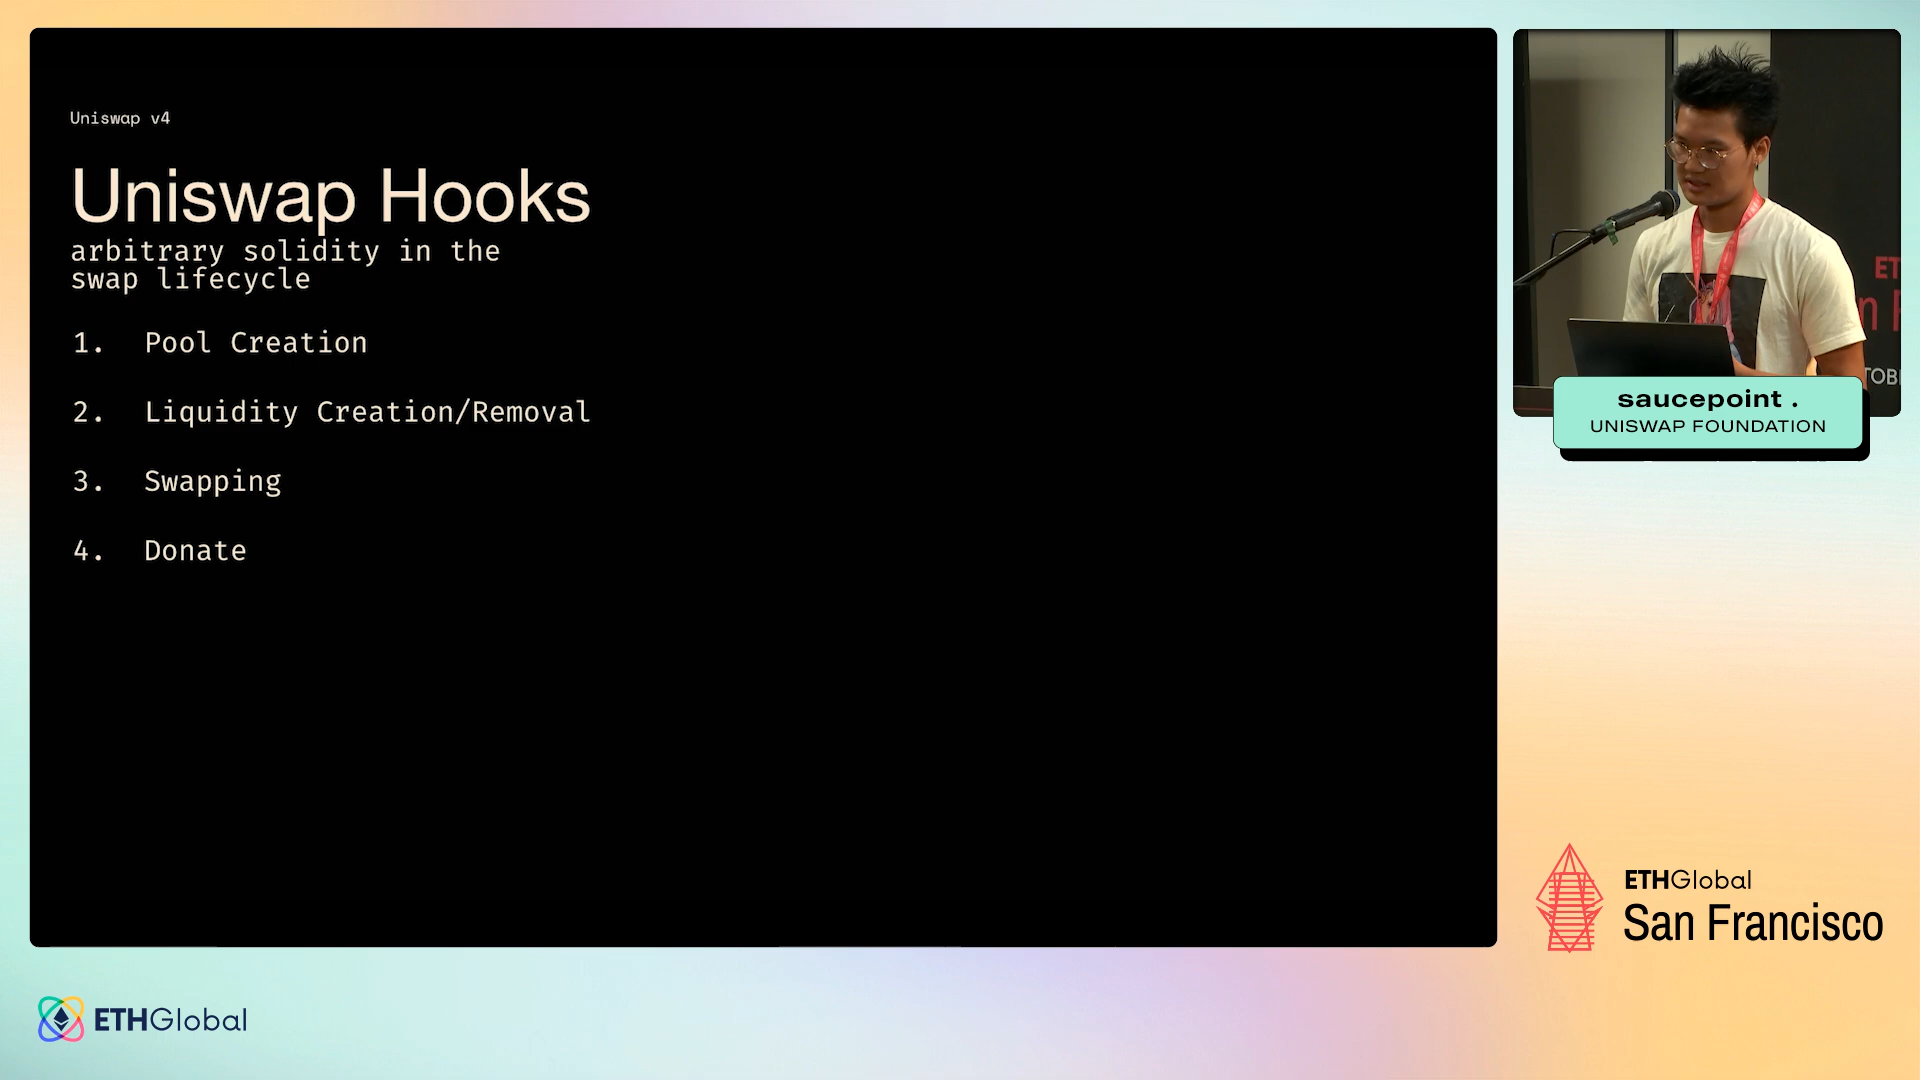 Uniswap v4
Uniswap Hooks
arbitrary solidity in the
swap lifecycle
1. Pool Creation
2. Liquidity Creation/Removal
3. Swapping
4. Donate
saucepoint .
UNISWAP FOUNDATION
ETHGlobal
San Francisco
ETHGlobal